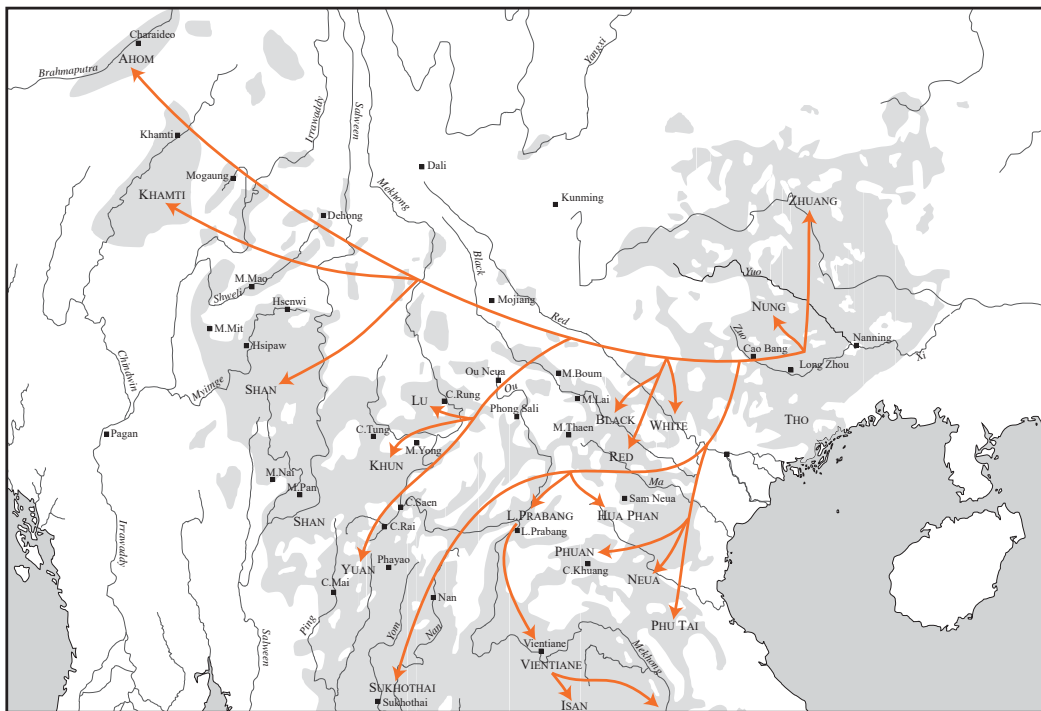 Charaideo
AHOM
Brahmaputra
Yangxi
Irrawaddy
Salween
Khamti
Dali
Mogaung
Mekhong
KHAMTI
Kunming
ZHUANG
Dehong
Black
Yuo
M.Mao
Shweli
Hsenwi
Mojiang
Red
NUNG
Zuo
M.Mit
Nanning
Cao Bang
Xi
Hsipaw
Long Zhou
Chindwin
Myitnge
SHAN
Ou Neua
Ou
M.Boum
LU
C.Rung
M.Lai
Phong Sali
BLACK
WHITE
THO
C.Tung
M.Thaen
Pagan
M.Yong
RED
KHUN
M.Nai
Ma
M.Pan
Sam Neua
C.Saen
L.PRABANG
HUA PHAN
SHAN
C.Rai
L.Prabang
Irrawaddy
PHUAN
YUAN
Phayao
C.Khuang
NEUA
C.Mai
Nan
PHU TAI
Ping
Yom
Nan
Salween
Vientiane
Mekhong
VIENTIANE
SUKHOTHAI
Sukhothai
ISAN